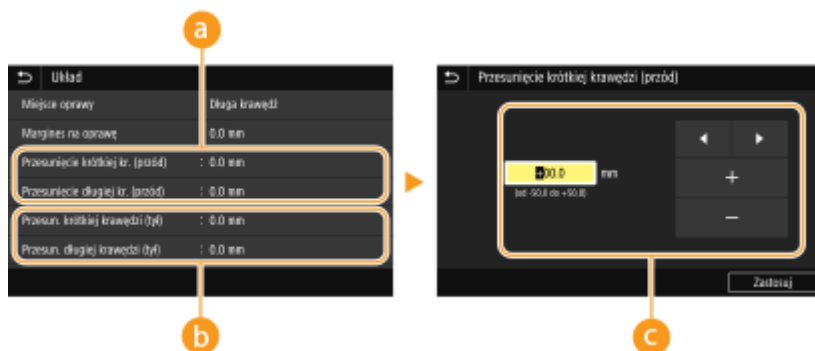 a
Układ
Miejsce oprawy Długa krawędź
Margines na oprawę 0.0 mm
Przesunięcie krótkiej kr. (przód) : 0.0 mm
Przesunięcie długiej kr. (przód) : 0.0 mm
Przesun. krótkiej krawędzi (tył) : 0.0 mm
Przesun. długiej krawędzi (tył) : 0.0 mm
b
Przesunięcie krótkiej krawędzi (przód)
+00.0 mm
(od -50.0 do +50.0)
+
−
Zastosuj
c